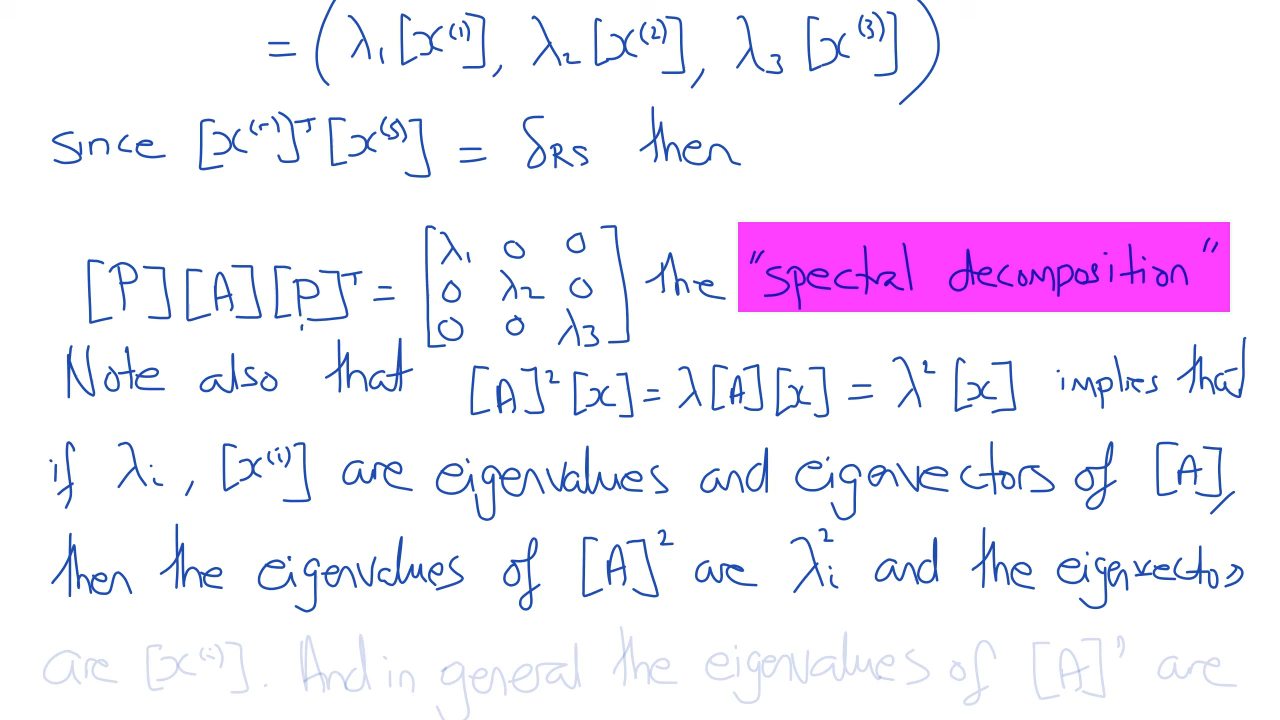 = (λ₁ [x⁽¹⁾], λ₂ [x⁽²⁾], λ₃ [x⁽³⁾])
since [x⁽ʳ⁾]ᵀ [x⁽ˢ⁾] = δRS then
[P][A][P]ᵀ = [λ₁ 0 0; 0 λ₂ 0; 0 0 λ₃] the "spectral decomposition"
Note also that [A]² [x] = λ[A][x] = λ² [x] implies that
if λi, [x⁽ⁱ⁾] are eigenvalues and eigenvectors of [A],
then the eigenvalues of [A]² are λi² and the eigenvectors
are [x⁽ⁱ⁾]. And in general the eigenvalues of [A] are